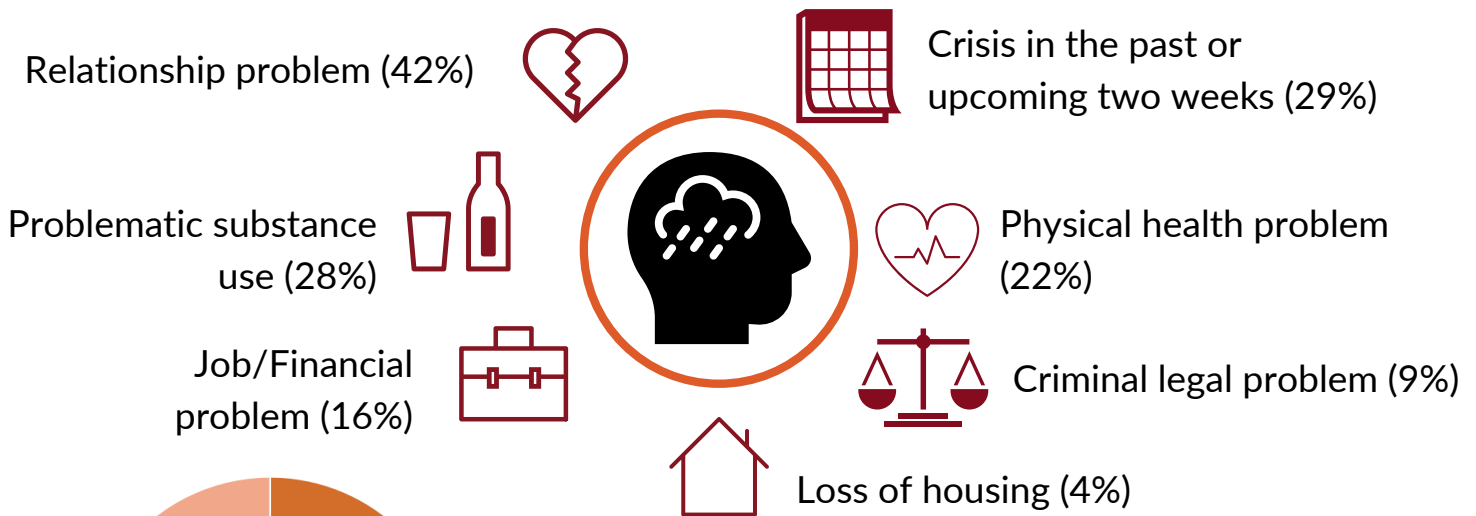 Relationship problem (42%)
Crisis in the past or
upcoming two weeks (29%)
Problematic substance
use (28%)
Physical health problem
(22%)
Job/Financial
problem (16%)
Criminal legal problem (9%)
Loss of housing (4%)